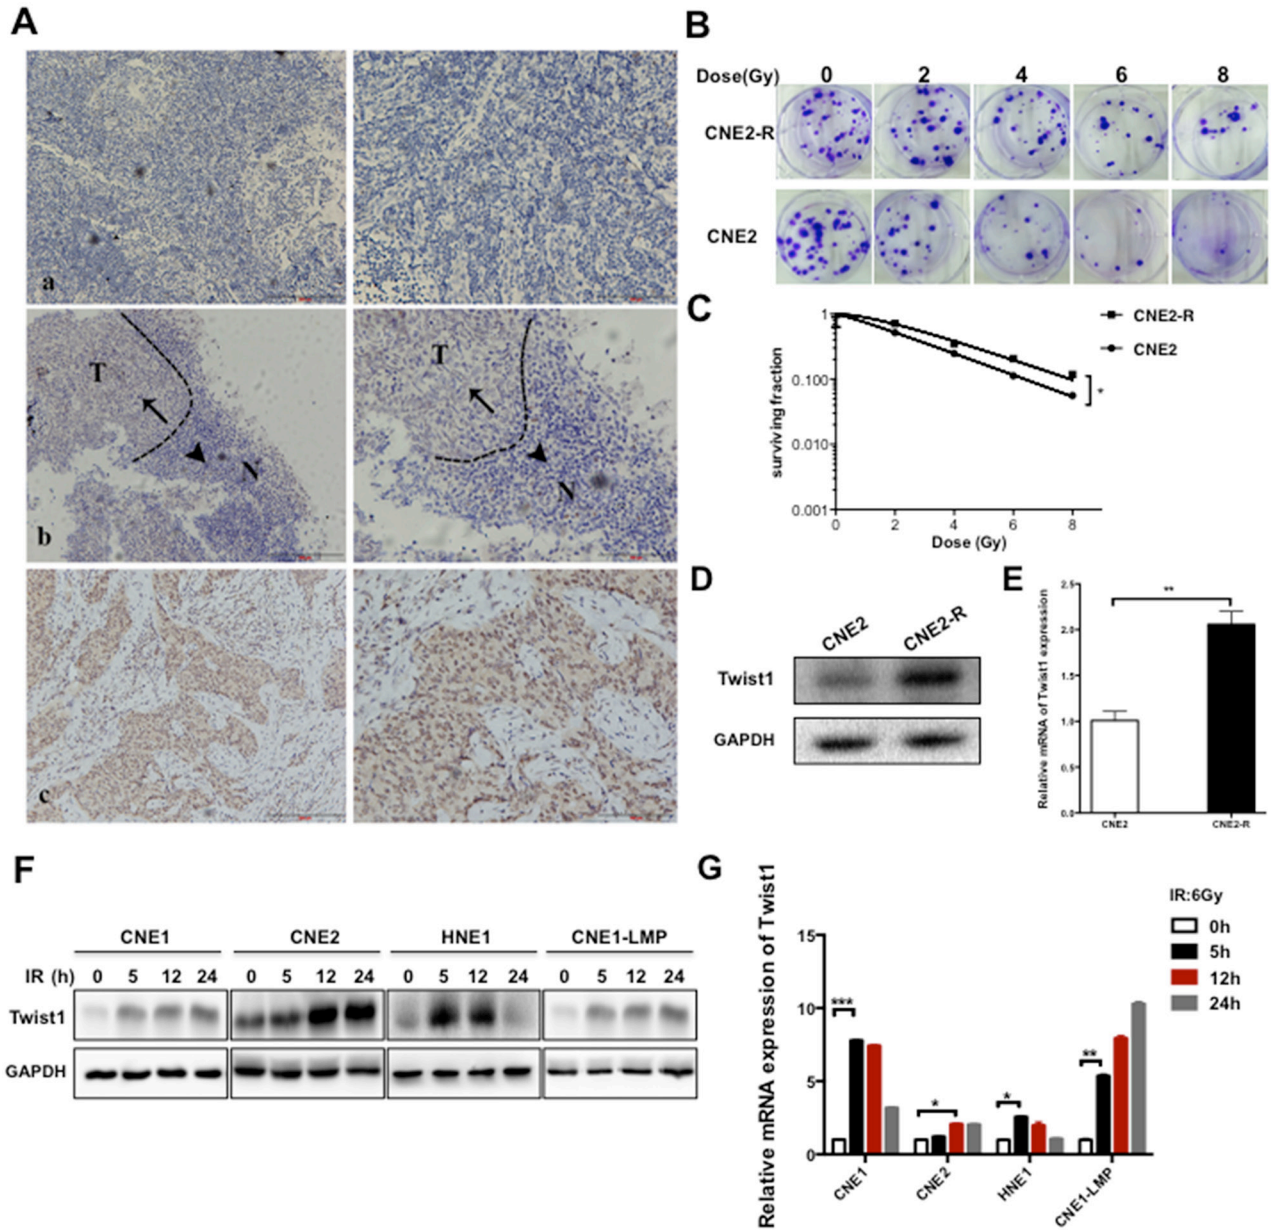 A
a
b
T
N
T
N
c
B
Dose(Gy) 0 2 4 6 8
CNE2-R
CNE2
C
surviving fraction
1
0.100
0.010
0.001
0 2 4 6 8
Dose (Gy)
CNE2-R
CNE2
*
D
CNE2 CNE2-R
Twist1
GAPDH
E
Relative mRNA of Twist1 expression
2.5
2.0
1.5
1.0
0.5
0.0
**
CNE2 CNE2-R
F
CNE1 CNE2 HNE1 CNE1-LMP
IR (h) 0 5 12 24 0 5 12 24 0 5 12 24 0 5 12 24
Twist1
GAPDH
G
Relative mRNA expression of Twist1
15
10
5
0
*** * * **
CNE1 CNE2 HNE1 CNE1-LMP
IR:6Gy
0h
5h
12h
24h